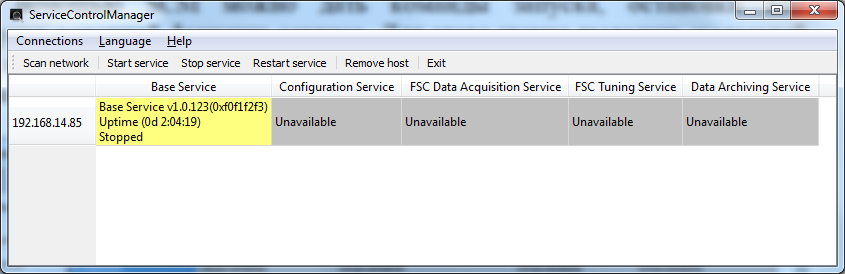 ServiceControlManager
Connections Language Help
Scan network Start service Stop service Restart service Remove host Exit
Base Service Configuration Service FSC Data Acquisition Service FSC Tuning Service Data Archiving Service
Base Service v1.0.123(0xf0f1f2f3)
192.168.14.85 Uptime (0d 2:04:19) Unavailable Unavailable Unavailable Unavailable
Stopped